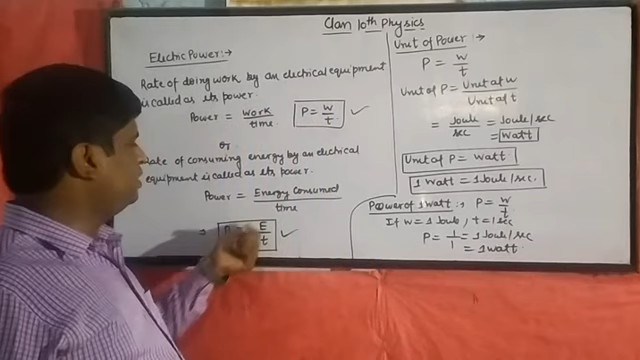 Clan 10th Physics
Electric Power :→
Rate of doing work by an electrical equipment
is called as its power.
Power = work/time  P = w/t ✓
or
Rate of consuming energy by an electrical
equipment is called as its power.
Power = Energy Consumed/time
⇒ P = E/t ✓
Unit of Power :→
P = w/t
Unit of P = Unit of w/Unit of t
= Joule/sec = Joule/sec
= Watt
Unit of P = Watt
1 Watt = 1 Joule/sec.
Power of 1 watt :, P = w/t
If w = 1 Joule, t = 1 sec
P = 1/1 = 1 Joule/sec
= 1 watt